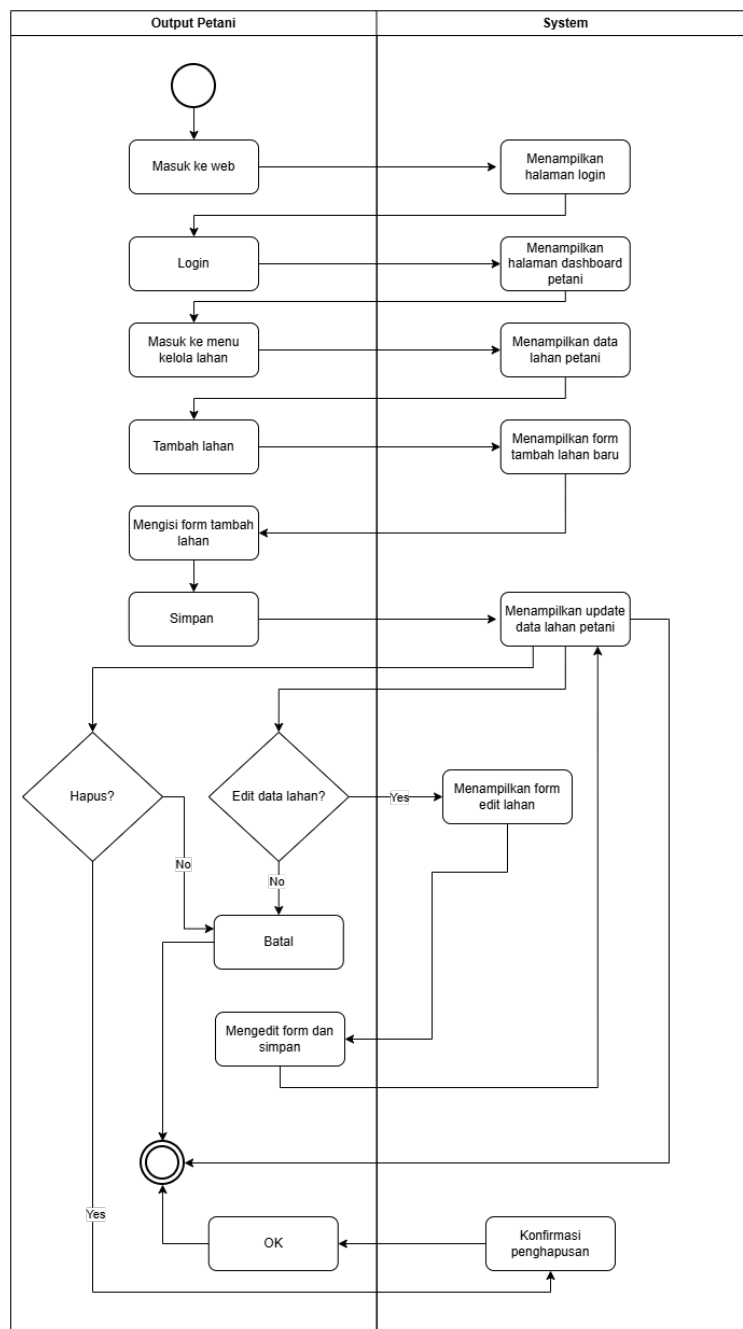 Output Petani
System
Masuk ke web
Menampilkan
halaman login
Login
Menampilkan
halaman dashboard
petani
Masuk ke menu
kelola lahan
Menampilkan data
lahan petani
Tambah lahan
Menampilkan form
tambah lahan baru
Mengisi form tambah
lahan
Simpan
Menampilkan update
data lahan petani
Hapus?
Edit data lahan?
Yes
Menampilkan form
edit lahan
No
No
Batal
Mengedit form dan
simpan
Yes
OK
Konfirmasi
penghapusan